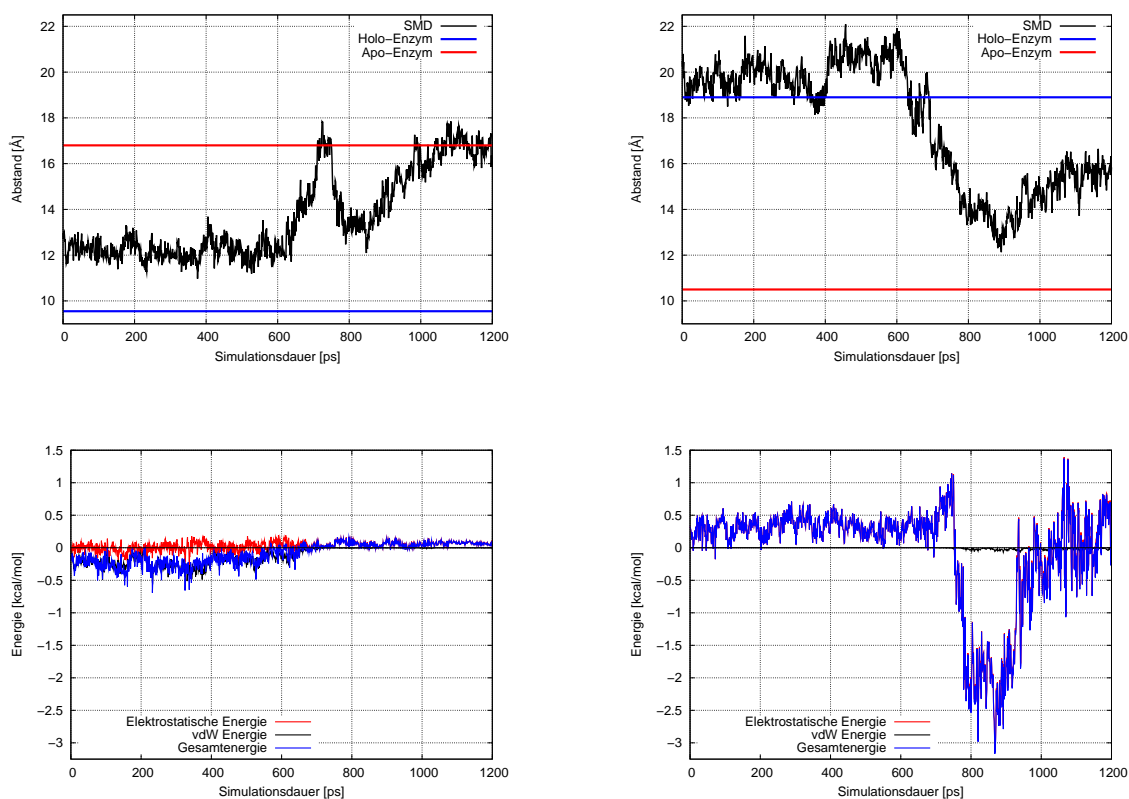 22
20
18
16
14
12
10
0 200 400 600 800 1000 1200
Abstand [Å]
Simulationsdauer [ps]
SMD
Holo−Enzym
Apo−Enzym
22
20
18
16
14
12
10
0 200 400 600 800 1000 1200
Abstand [Å]
Simulationsdauer [ps]
SMD
Holo−Enzym
Apo−Enzym
1.5
1
0.5
0
−0.5
−1
−1.5
−2
−2.5
−3
0 200 400 600 800 1000 1200
Energie [kcal/mol]
Simulationsdauer [ps]
Elektrostatische Energie
vdW Energie
Gesamtenergie
1.5
1
0.5
0
−0.5
−1
−1.5
−2
−2.5
−3
0 200 400 600 800 1000 1200
Energie [kcal/mol]
Simulationsdauer [ps]
Elektrostatische Energie
vdW Energie
Gesamtenergie